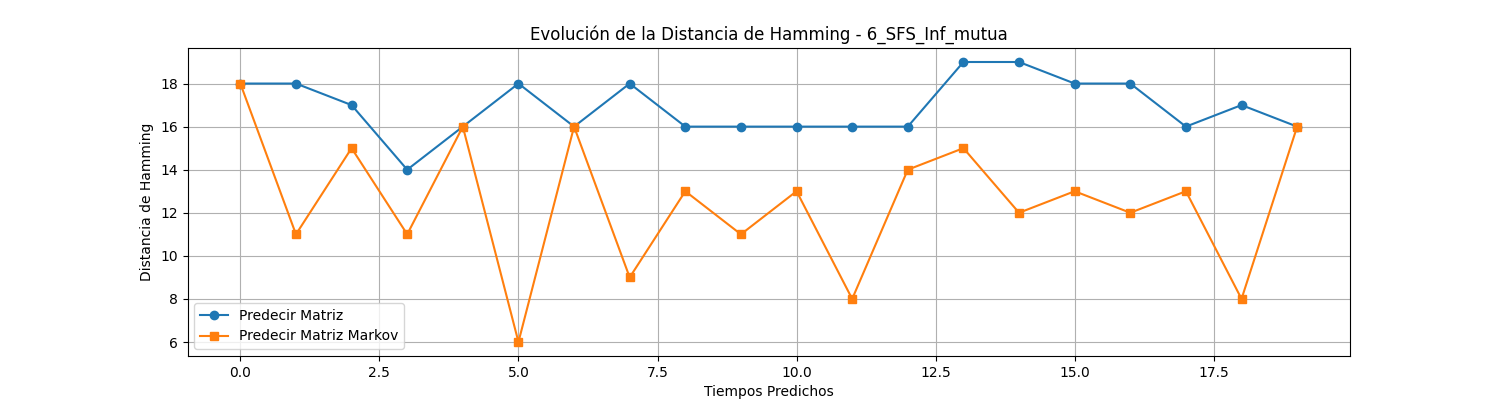 Evolución de la Distancia de Hamming - 6_SFS_Inf_mutua
Distancia de Hamming
18
16
14
12
10
8
6
Predecir Matriz
Predecir Matriz Markov
0.0 2.5 5.0 7.5 10.0 12.5 15.0 17.5
Tiempos Predichos